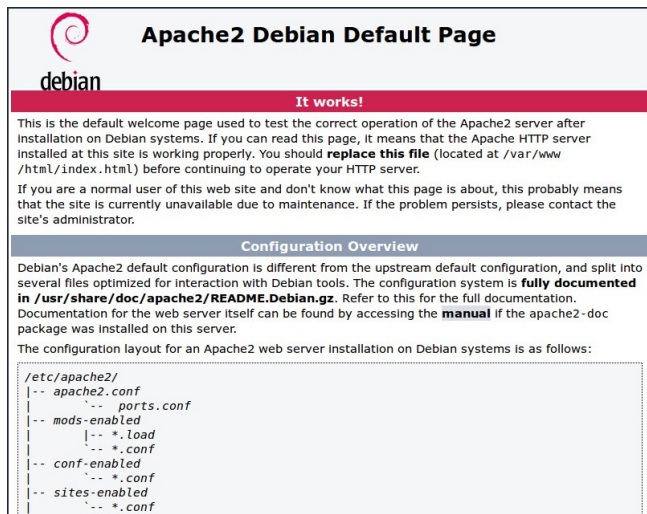 Apache2 Debian Default Page
debian
It works!
This is the default welcome page used to test the correct operation of the Apache2 server after
installation on Debian systems. If you can read this page, it means that the Apache HTTP server
installed at this site is working properly. You should replace this file (located at /var/www
/html/index.html) before continuing to operate your HTTP server.
If you are a normal user of this web site and don't know what this page is about, this probably means
that the site is currently unavailable due to maintenance. If the problem persists, please contact the
site's administrator.
Configuration Overview
Debian's Apache2 default configuration is different from the upstream default configuration, and split into
several files optimized for interaction with Debian tools. The configuration system is fully documented
in /usr/share/doc/apache2/README.Debian.gz. Refer to this for the full documentation.
Documentation for the web server itself can be found by accessing the manual if the apache2-doc
package was installed on this server.
The configuration layout for an Apache2 web server installation on Debian systems is as follows:
/etc/apache2/
|-- apache2.conf
|       `--  ports.conf
|-- mods-enabled
|       |-- *.load
|       `-- *.conf
|-- conf-enabled
|       `-- *.conf
|-- sites-enabled
|       `-- *.conf